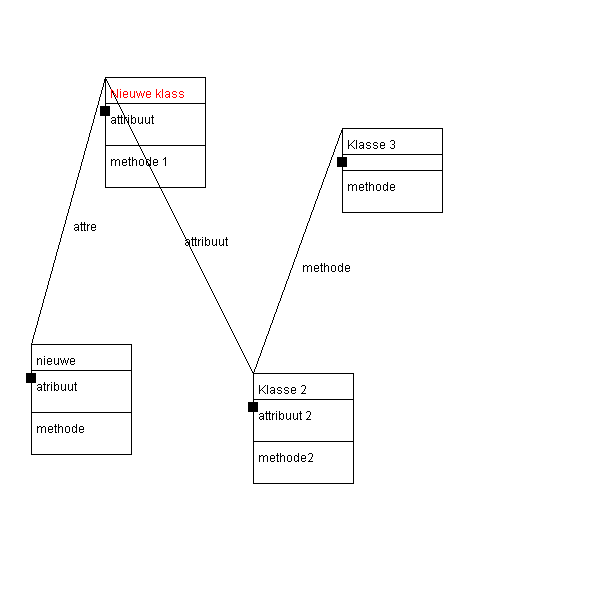 Nieuwe klass
attribuut
methode 1
Klasse 3
methode
attre
attribuut
methode
nieuwe
atribuut
methode
Klasse 2
attribuut 2
methode2